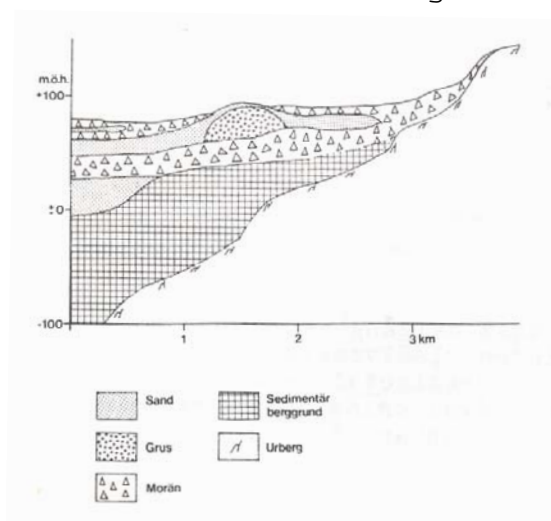 m.ö.h.
+100
±0
-100
1
2
3 km
Sand
Sedimentär
berggrund
Grus
Urberg
Morän